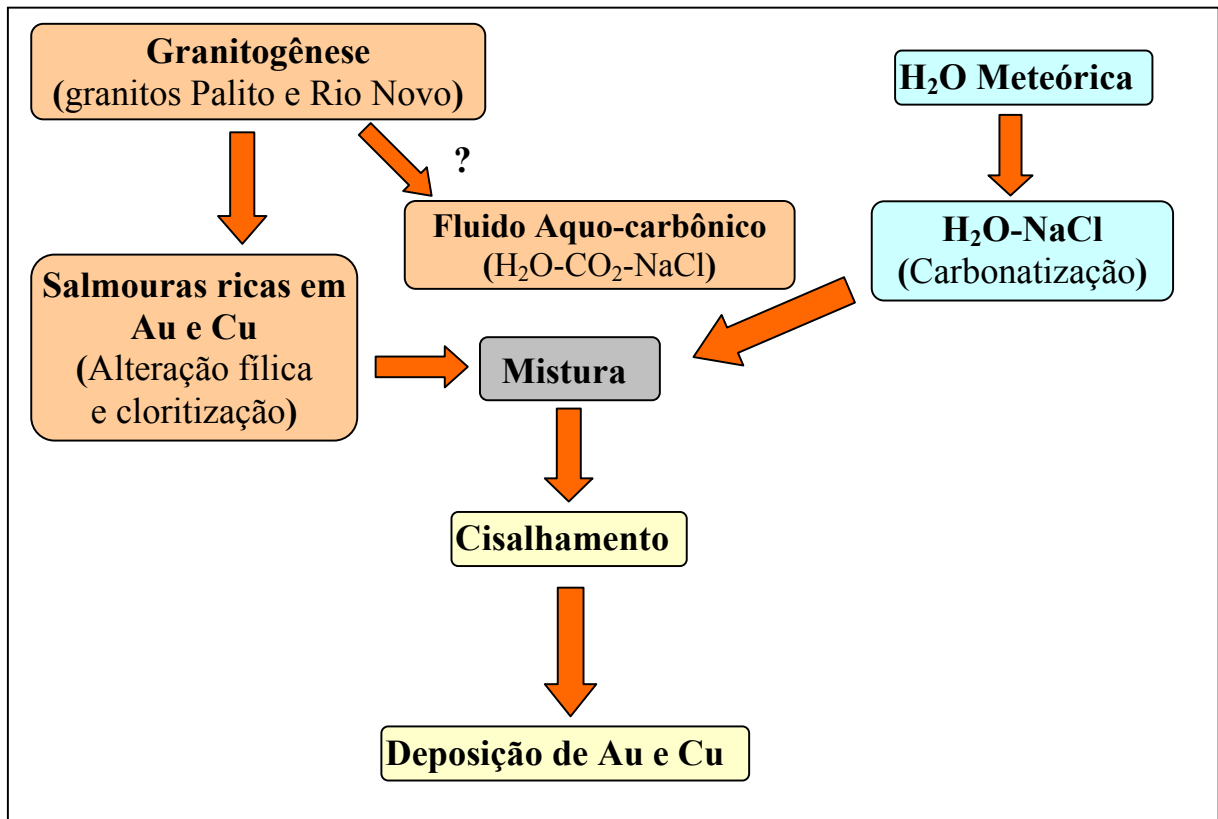 Granitogênese
(granitos Palito e Rio Novo)
H₂O Meteórica
?
Fluido Aquo-carbônico
(H₂O-CO₂-NaCl)
H₂O-NaCl
(Carbonatização)
Salmouras ricas em
Au e Cu
(Alteração fílica
e cloritização)
Mistura
Cisalhamento
Deposição de Au e Cu